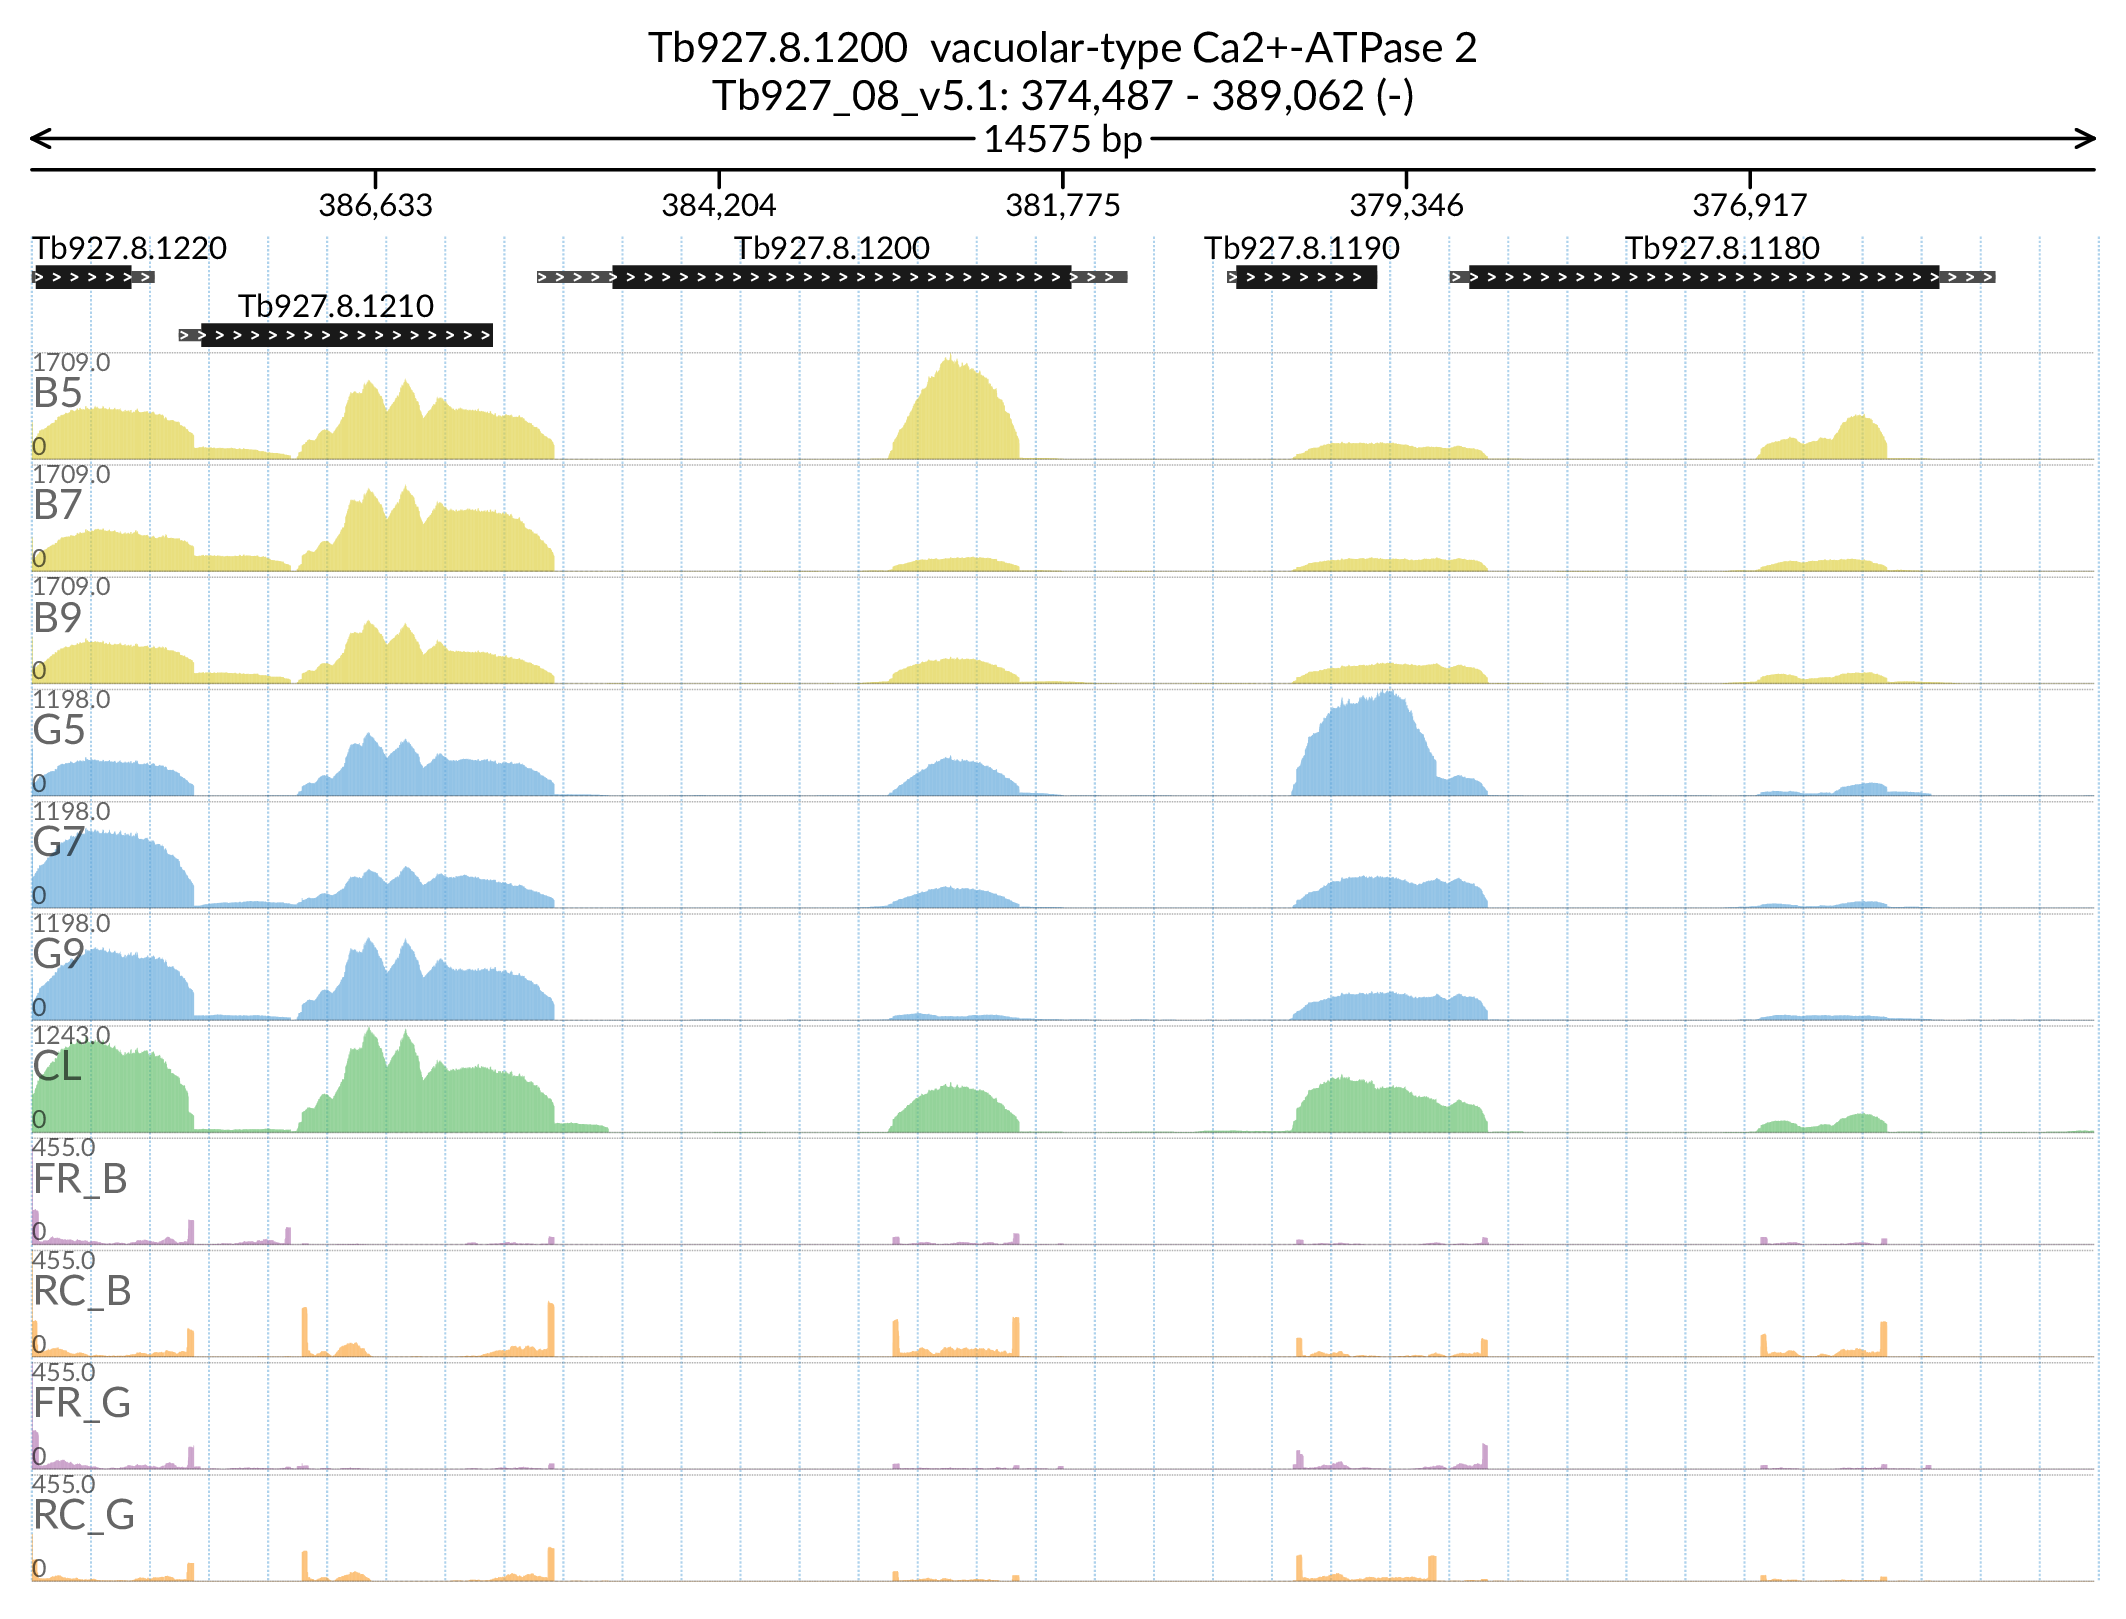 Tb927.8.1200  vacuolar-type Ca2+-ATPase 2
Tb927_08_v5.1: 374,487 - 389,062 (-)
14575 bp
386,633 384,204 381,775 379,346 376,917
Tb927.8.1220 Tb927.8.1200 Tb927.8.1190 Tb927.8.1180
Tb927.8.1210
1709.0
B5
0
1709.0
B7
0
1709.0
B9
0
1198.0
G5
0
1198.0
G7
0
1198.0
G9
0
1243.0
CL
0
455.0
FR_B
0
455.0
RC_B
0
455.0
FR_G
0
455.0
RC_G
0